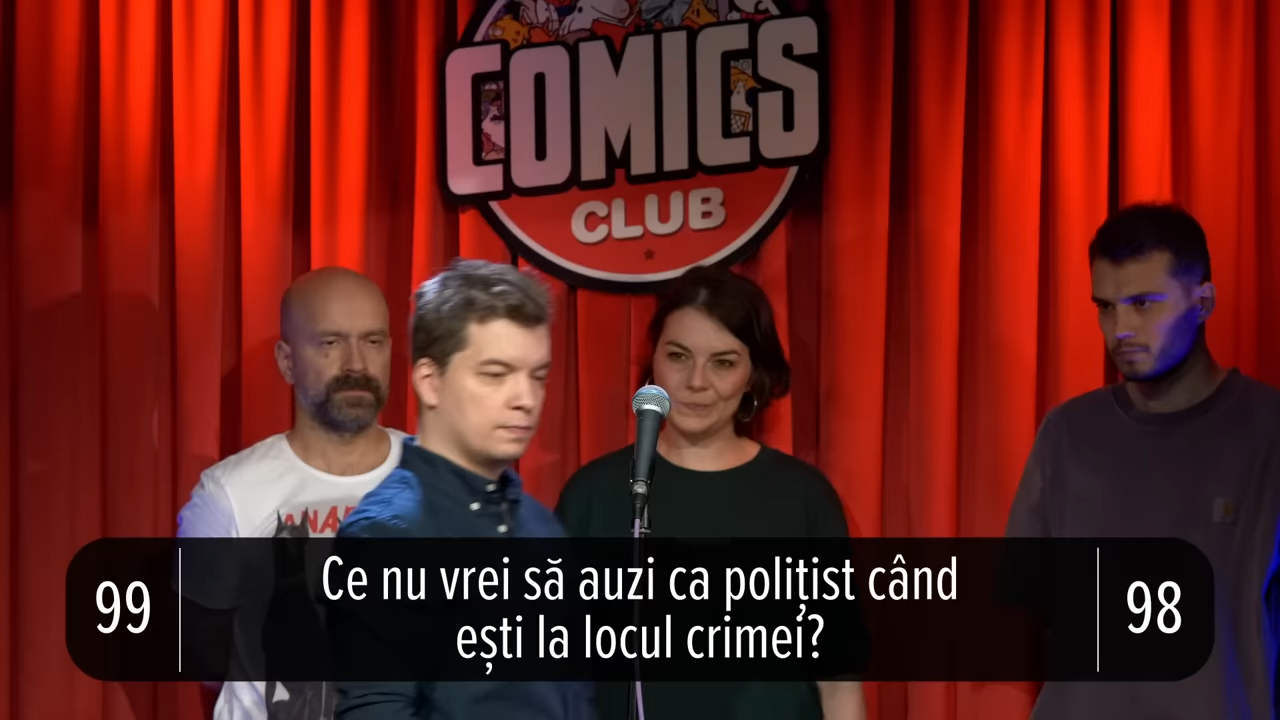 COMICS
CLUB
99
Ce nu vrei să auzi ca polițist când
ești la locul crimei?
98